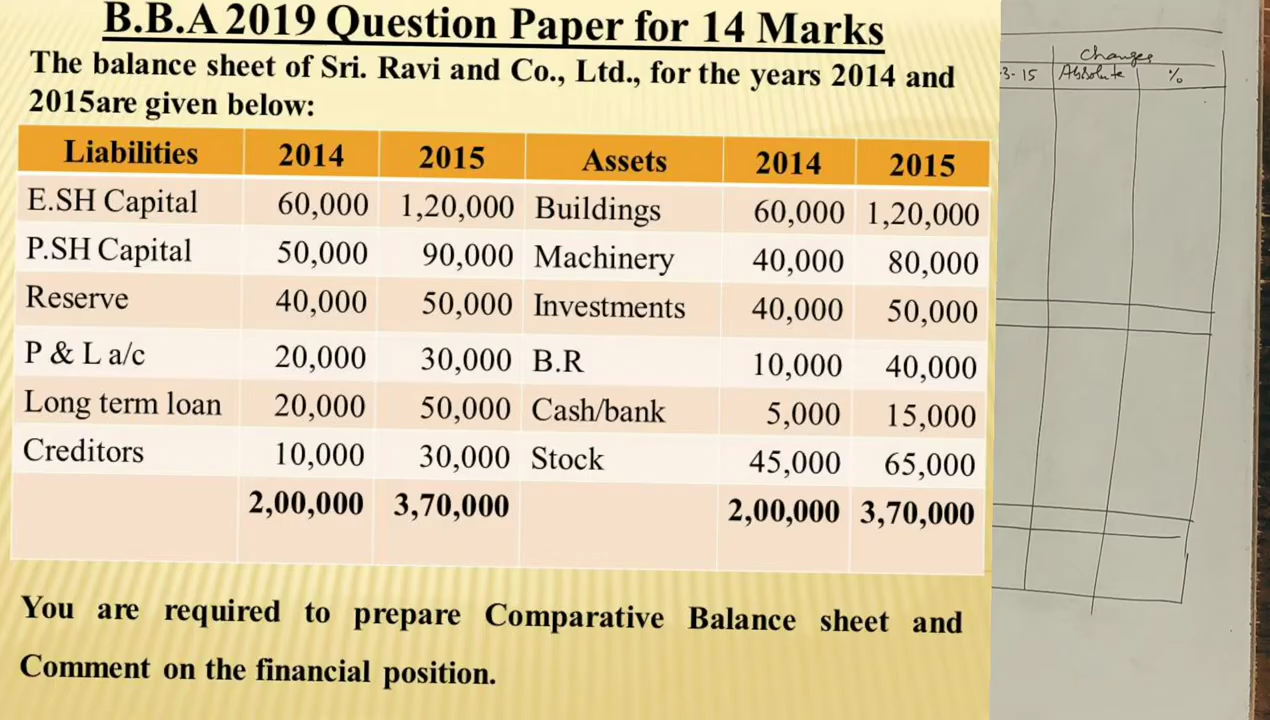 B.B.A 2019 Question Paper for 14 Marks
The balance sheet of Sri. Ravi and Co., Ltd., for the years 2014 and
2015are given below:
Liabilities 2014 2015 Assets 2014 2015
E.SH Capital 60,000 1,20,000 Buildings 60,000 1,20,000
P.SH Capital 50,000 90,000 Machinery 40,000 80,000
Reserve 40,000 50,000 Investments 40,000 50,000
P & L a/c 20,000 30,000 B.R 10,000 40,000
Long term loan 20,000 50,000 Cash/bank 5,000 15,000
Creditors 10,000 30,000 Stock 45,000 65,000
2,00,000 3,70,000 2,00,000 3,70,000
You are required to prepare Comparative Balance sheet and
Comment on the financial position.
Changes
3-15 Absolute %